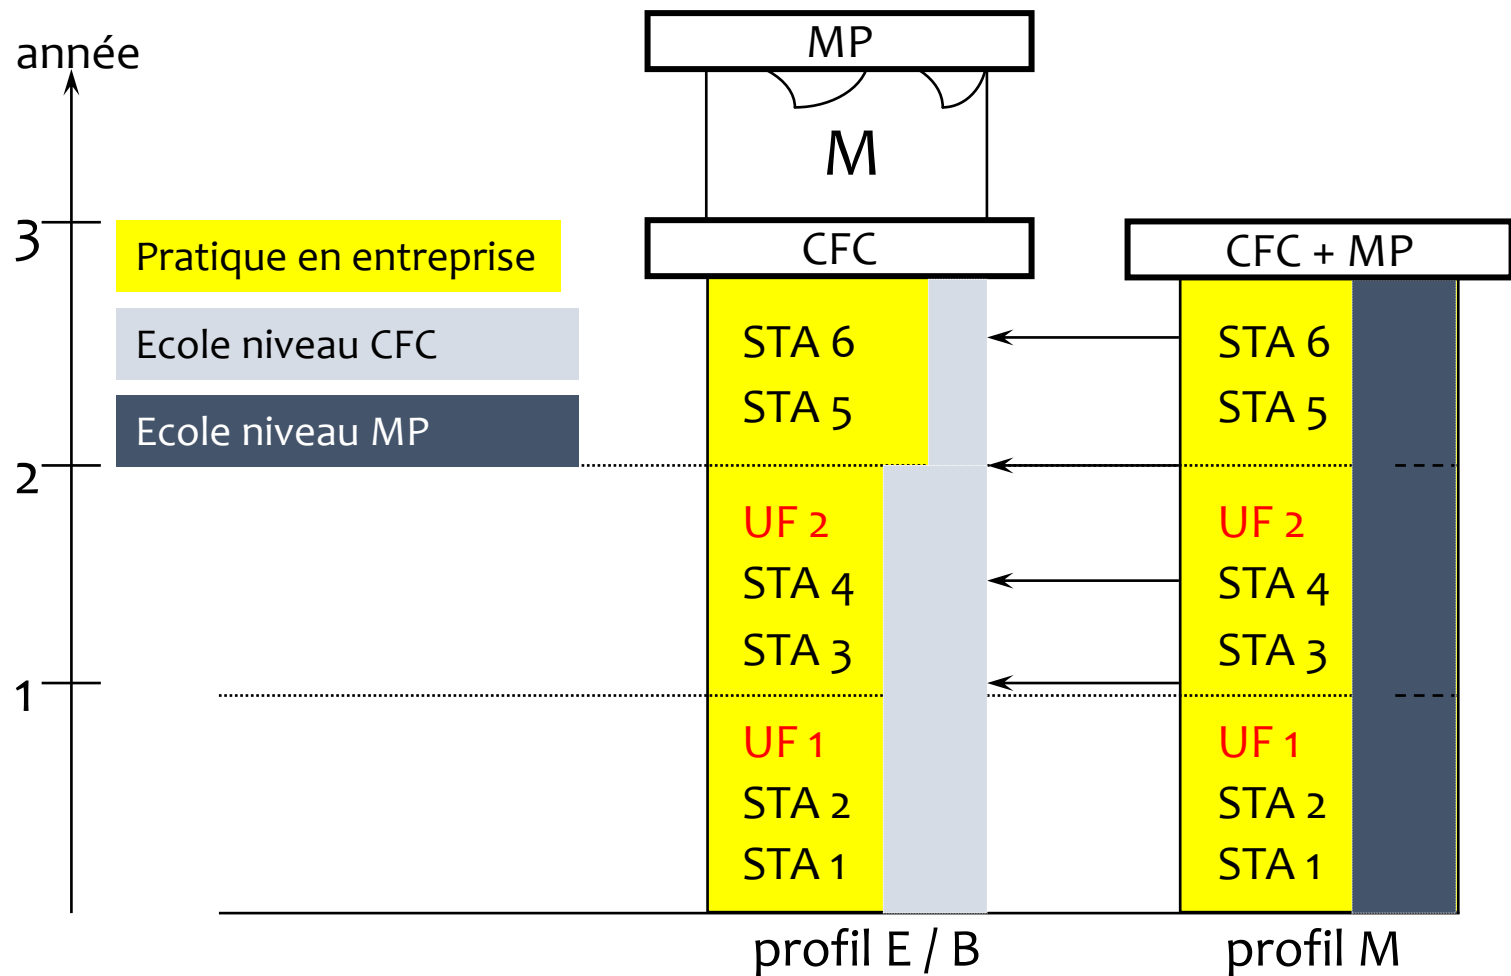 MP
année
M
3
Pratique en entreprise
CFC
CFC + MP
Ecole niveau CFC
STA 6
STA 6
STA 5
STA 5
Ecole niveau MP
2
UF 2
UF 2
STA 4
STA 4
STA 3
STA 3
1
UF 1
UF 1
STA 2
STA 2
STA 1
STA 1
profil E / B
profil M